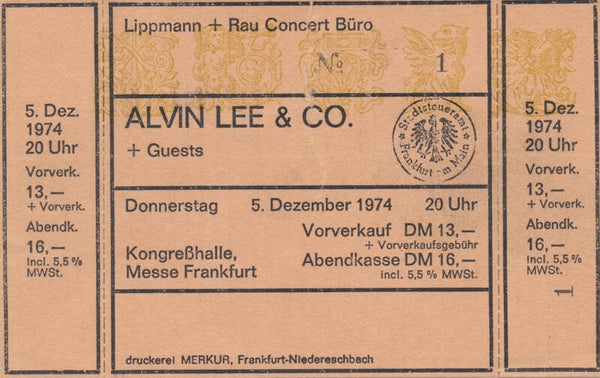 Lippmann + Rau Concert Büro
№ 1
5. Dez.
1974
20 Uhr
Vorverk.
13,—
+ Vorverk.
Abendk.
16,—
incl. 5,5 %
MWSt.
ALVIN LEE & CO.
+ Guests
Stadtsteueramt
Frankfurt am Main
Donnerstag 5. Dezember 1974 20 Uhr
Vorverkauf DM 13,—
+ Vorverkaufsgebühr
Kongreßhalle,
Messe Frankfurt
Abendkasse DM 16,—
incl. 5,5 % MWSt.
druckerei MERKUR, Frankfurt-Niedereschbach
5. Dez.
1974
20 Uhr
Vorverk.
13,—
+ Vorverk.
Abendk.
16,—
incl. 5,5 %
MWSt.
1